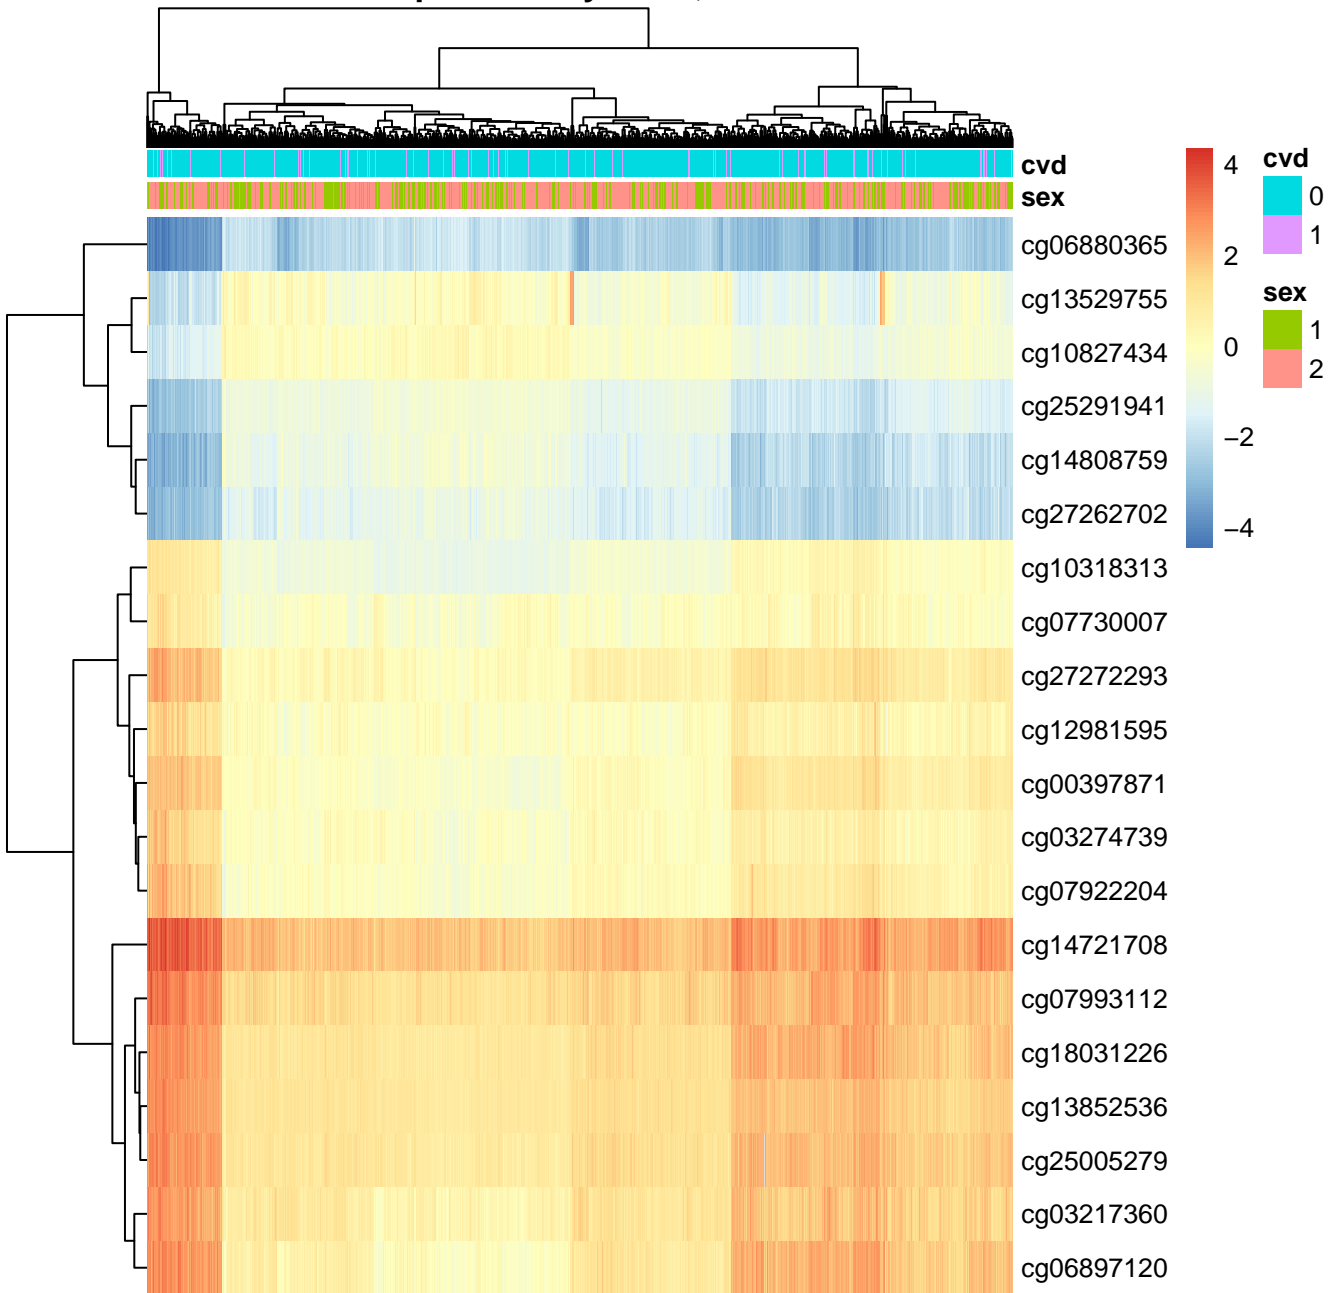 cvd
sex
cg06880365
cg13529755
cg10827434
cg25291941
cg14808759
cg27262702
cg10318313
cg07730007
cg27272293
cg12981595
cg00397871
cg03274739
cg07922204
cg14721708
cg07993112
cg18031226
cg13852536
cg25005279
cg03217360
cg06897120
4
2
0
−2
−4
cvd
0
1
sex
1
2